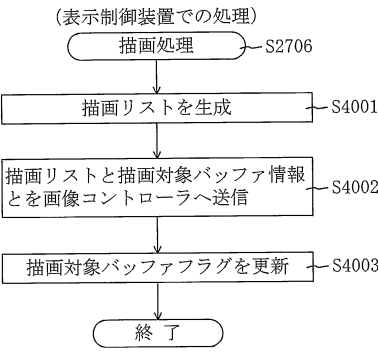 (表示制御装置での処理)
描画処理
S2706
描画リストを生成
S4001
描画リストと描画対象バッファ情報
とを画像コントローラへ送信
S4002
描画対象バッファフラグを更新
S4003
終了